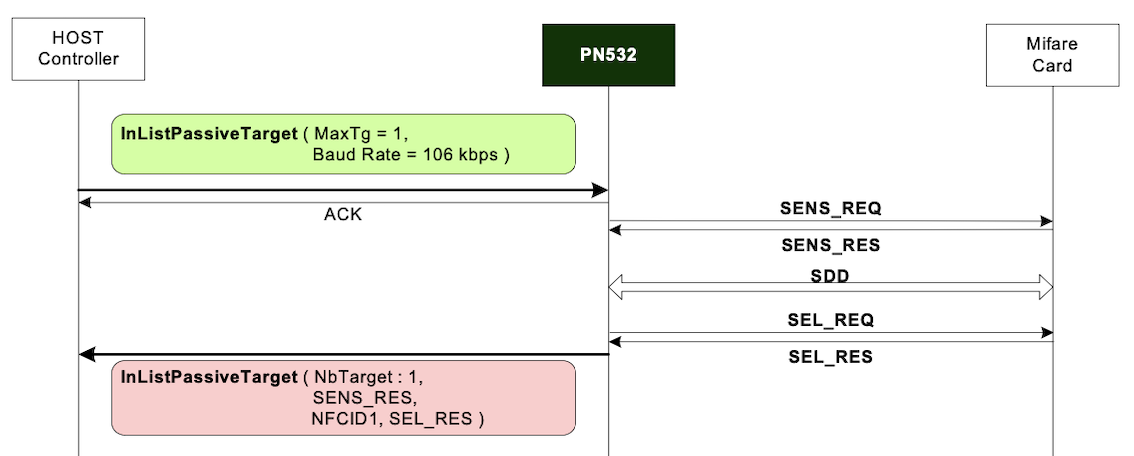 HOST
Controller
PN532
Mifare
Card
InListPassiveTarget ( MaxTg = 1,
Baud Rate = 106 kbps )
ACK
SENS_REQ
SENS_RES
SDD
SEL_REQ
SEL_RES
InListPassiveTarget ( NbTarget : 1,
SENS_RES,
NFCID1, SEL_RES )